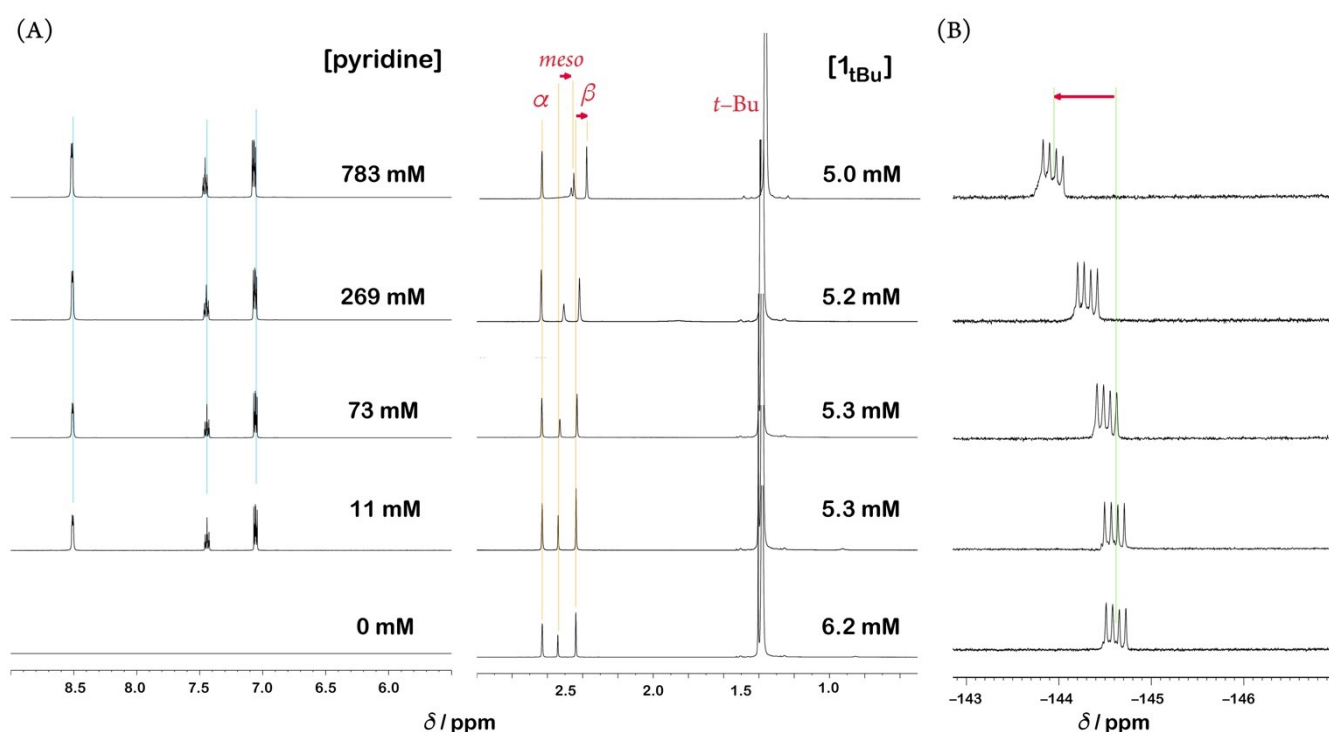 (A)
[pyridine]
meso
α
β
t–Bu
[1tBu]
(B)
783 mM
5.0 mM
269 mM
5.2 mM
73 mM
5.3 mM
11 mM
5.3 mM
0 mM
6.2 mM
8.5 8.0 7.5 7.0 6.5 6.0
2.5 2.0 1.5 1.0
−143 −144 −145 −146
δ / ppm
δ / ppm